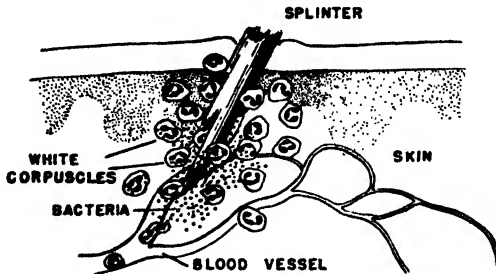 SPLINTER
WHITE
CORPUSCLES
SKIN
BACTERIA
BLOOD VESSEL